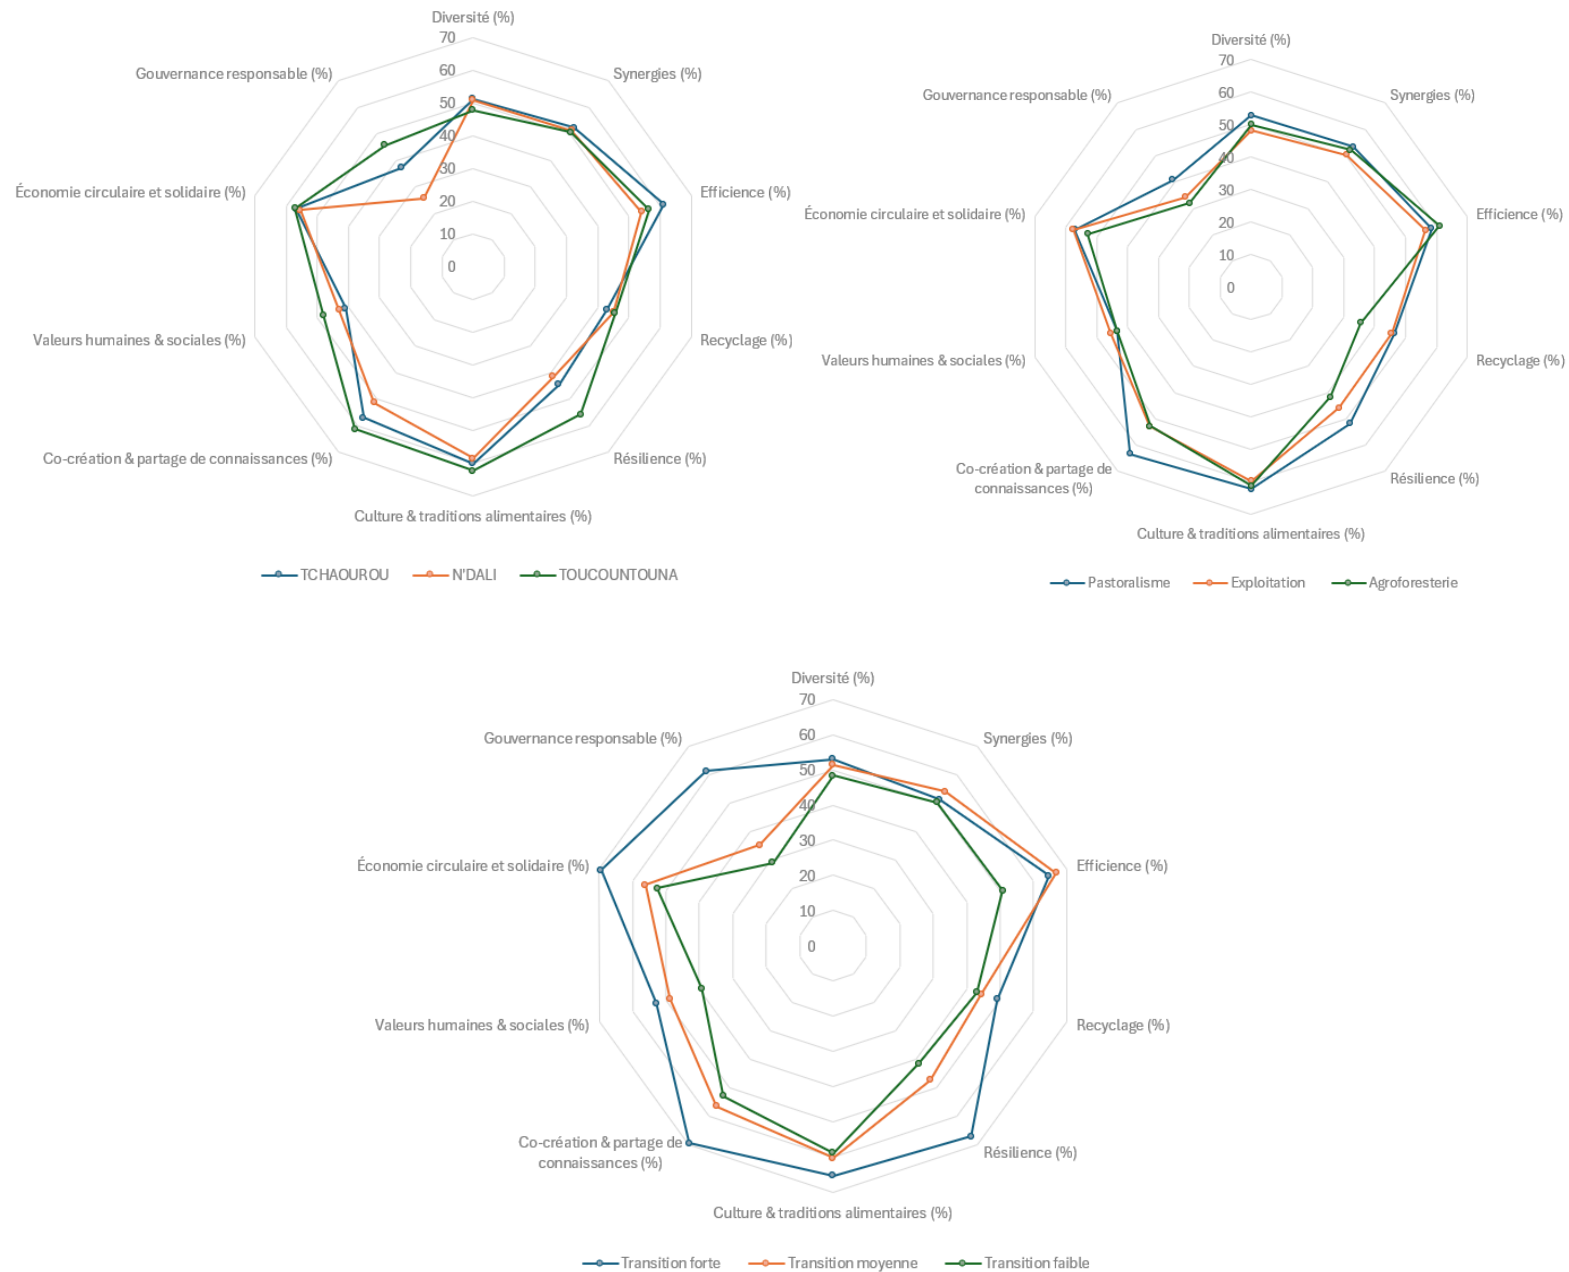 Diversité (%)
70
60
50
40
30
20
10
0
Synergies (%)
Efficience (%)
Recyclage (%)
Résilience (%)
Culture & traditions alimentaires (%)
Co-création & partage de connaissances (%)
Valeurs humaines & sociales (%)
Économie circulaire et solidaire (%)
Gouvernance responsable (%)
TCHAOUROU N'DALI TOUCOUNTOUNA
Diversité (%)
70
60
50
40
30
20
10
0
Synergies (%)
Efficience (%)
Recyclage (%)
Résilience (%)
Culture & traditions alimentaires (%)
Co-création & partage de
connaissances (%)
Valeurs humaines & sociales (%)
Économie circulaire et solidaire (%)
Gouvernance responsable (%)
Pastoralisme Exploitation Agroforesterie
Diversité (%)
70
60
50
40
30
20
10
0
Synergies (%)
Efficience (%)
Recyclage (%)
Résilience (%)
Culture & traditions alimentaires (%)
Co-création & partage de
connaissances (%)
Valeurs humaines & sociales (%)
Économie circulaire et solidaire (%)
Gouvernance responsable (%)
Transition forte Transition moyenne Transition faible